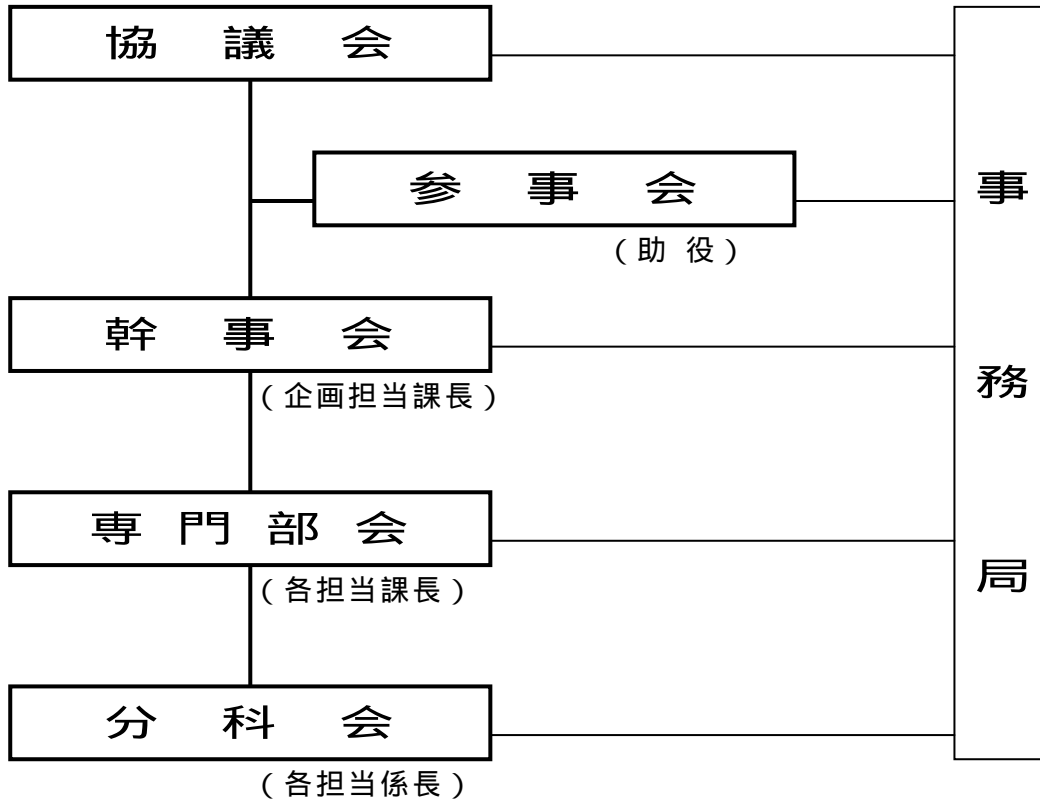 協議会
参事会
（助役）
幹事会
（企画担当課長）
専門部会
（各担当課長）
分科会
（各担当係長）
事務局